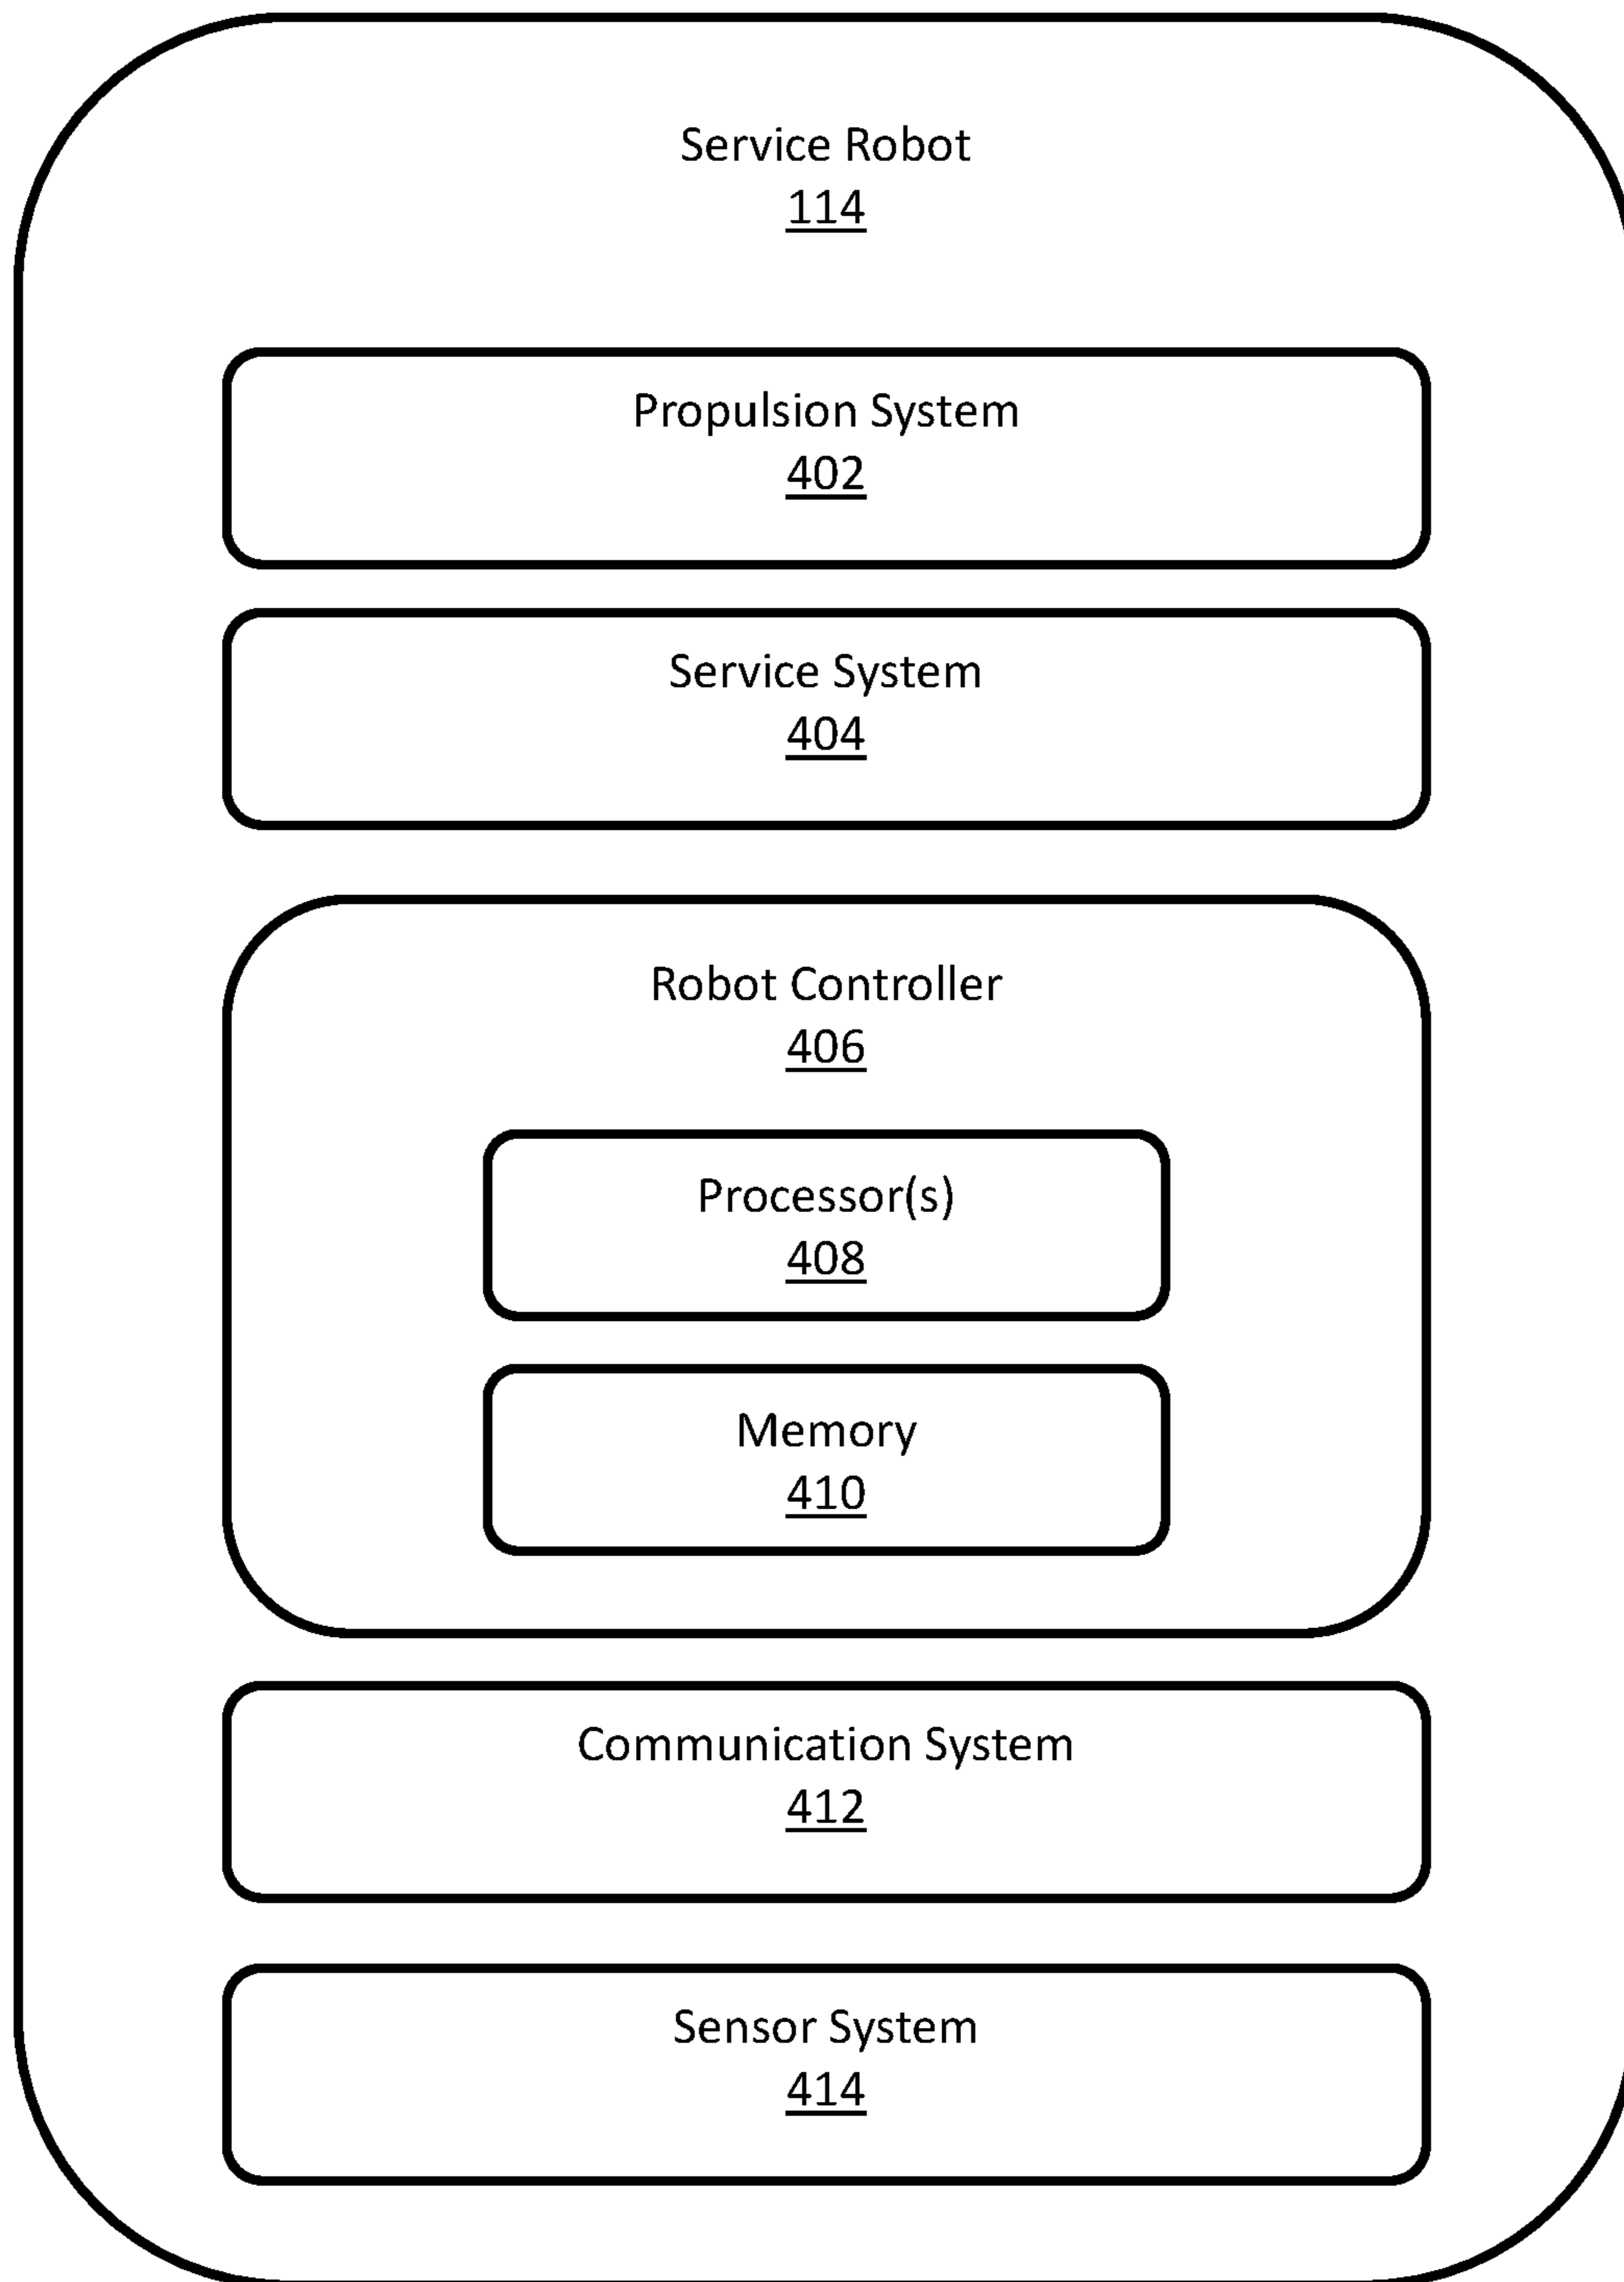 Service Robot
114
Propulsion System
402
Service System
404
Robot Controller
406
Processor(s)
408
Memory
410
Communication System
412
Sensor System
414